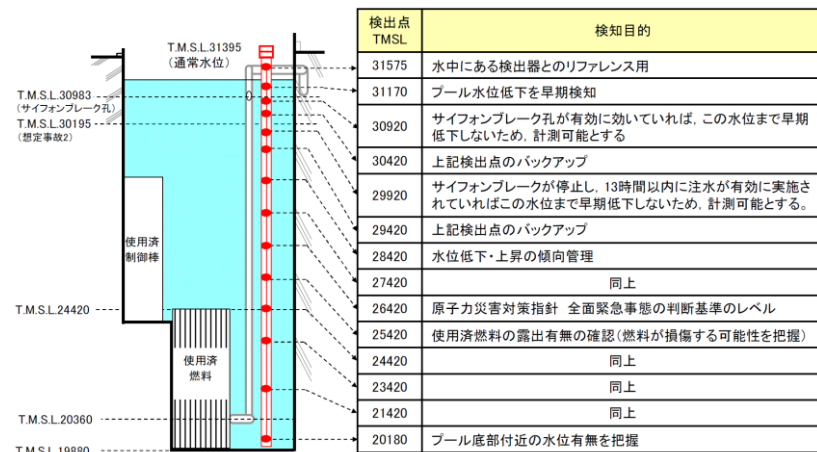 T.M.S.L.31395
(通常水位)
T.M.S.L.30983
(サイフォンブレーク孔)
T.M.S.L.30195
(想定事故2)
使用済
制御棒
T.M.S.L.24420
使用済
燃料
T.M.S.L.20360
T.M.S.L.19880
検出点
TMSL
検知目的
31575 水中にある検出器とのリファレンス用
31170 プール水位低下を早期検知
30920 サイフォンブレーク孔が有効に効いていれば，この水位まで早期
低下しないため，計測可能とする
30420 上記検出点のバックアップ
29920 サイフォンブレークが停止し，13時間以内に注水が有効に実施さ
れていればこの水位まで早期低下しないため，計測可能とする。
29420 上記検出点のバックアップ
28420 水位低下・上昇の傾向管理
27420 同上
26420 原子力災害対策指針 全面緊急事態の判断基準のレベル
25420 使用済燃料の露出有無の確認(燃料が損傷する可能性を把握)
24420 同上
23420 同上
21420 同上
20180 プール底部付近の水位有無を把握